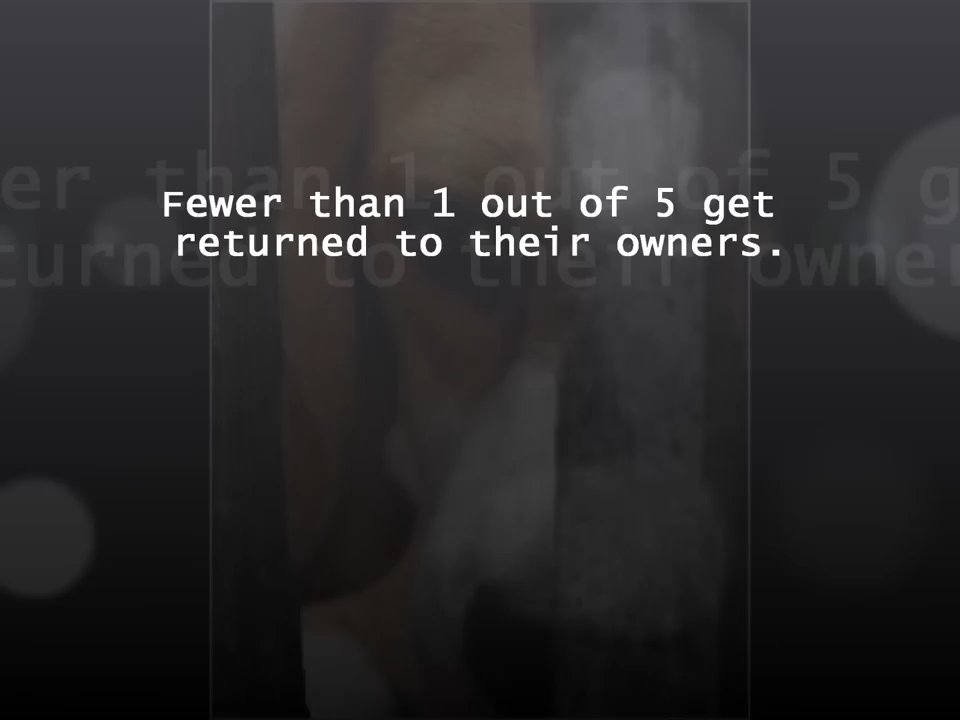 Fewer than 1 out of 5 get
returned to their owners.